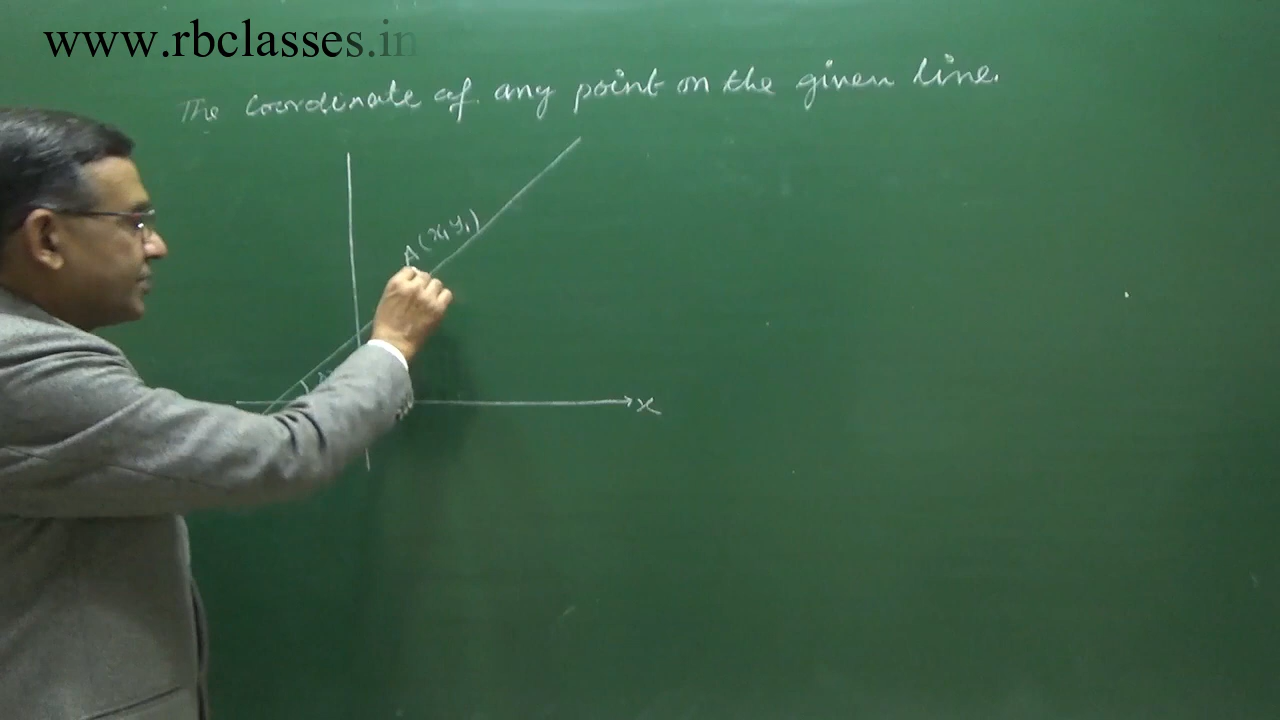 www.rbclasses.in
The Coordinate of any point on the given line.
A(x₁ y₁)
x